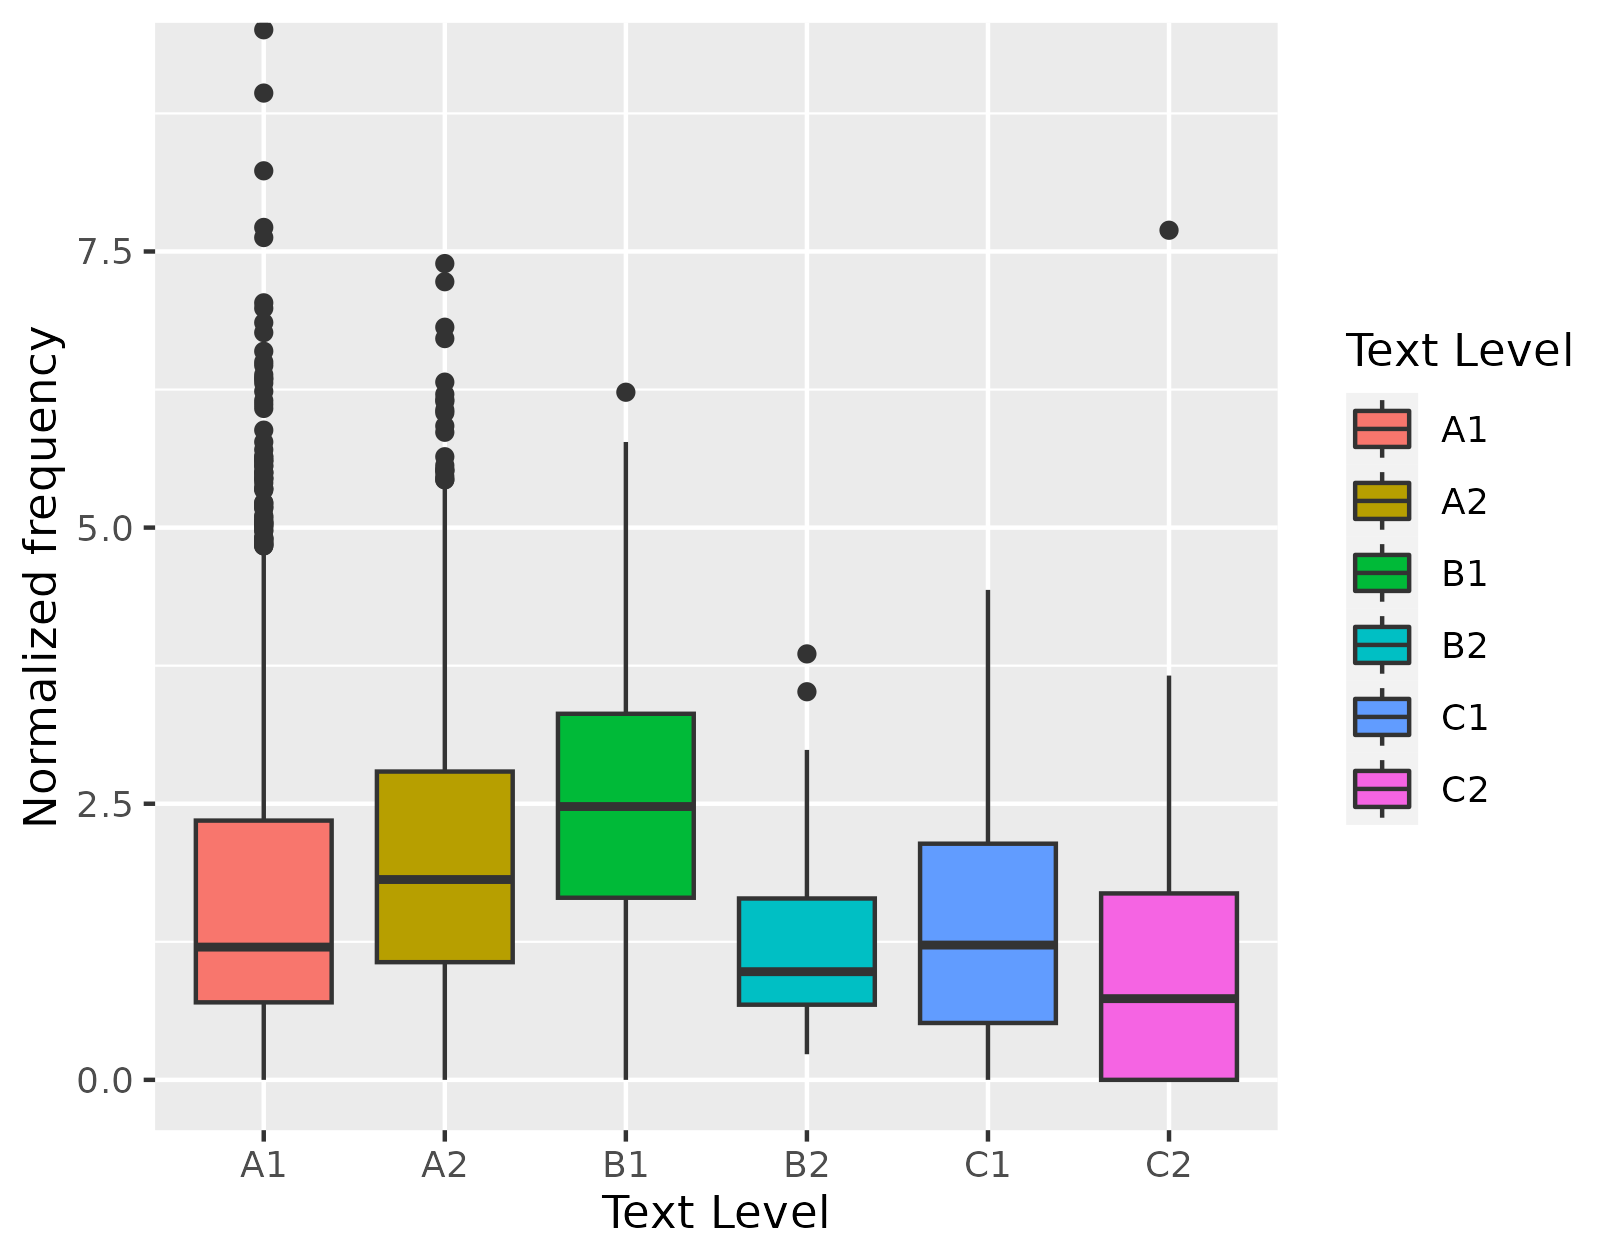 Normalized frequency
7.5
5.0
2.5
0.0
A1 A2 B1 B2 C1 C2
Text Level
Text Level
A1
A2
B1
B2
C1
C2